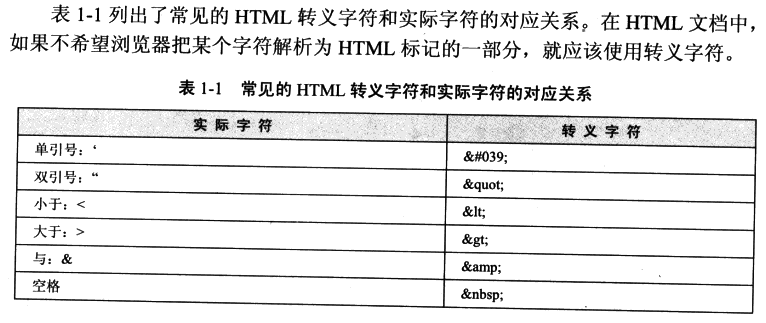 表 1-1 列出了常见的 HTML 转义字符和实际字符的对应关系。在 HTML 文档中，
如果不希望浏览器把某个字符解析为 HTML 标记的一部分，就应该使用转义字符。
表 1-1 常见的 HTML 转义字符和实际字符的对应关系
实 际 字 符 转 义 字 符
单引号：‘ &#039;
双引号：“ &quot;
小于：< &lt;
大于：> &gt;
与：& &amp;
空格 &nbsp;